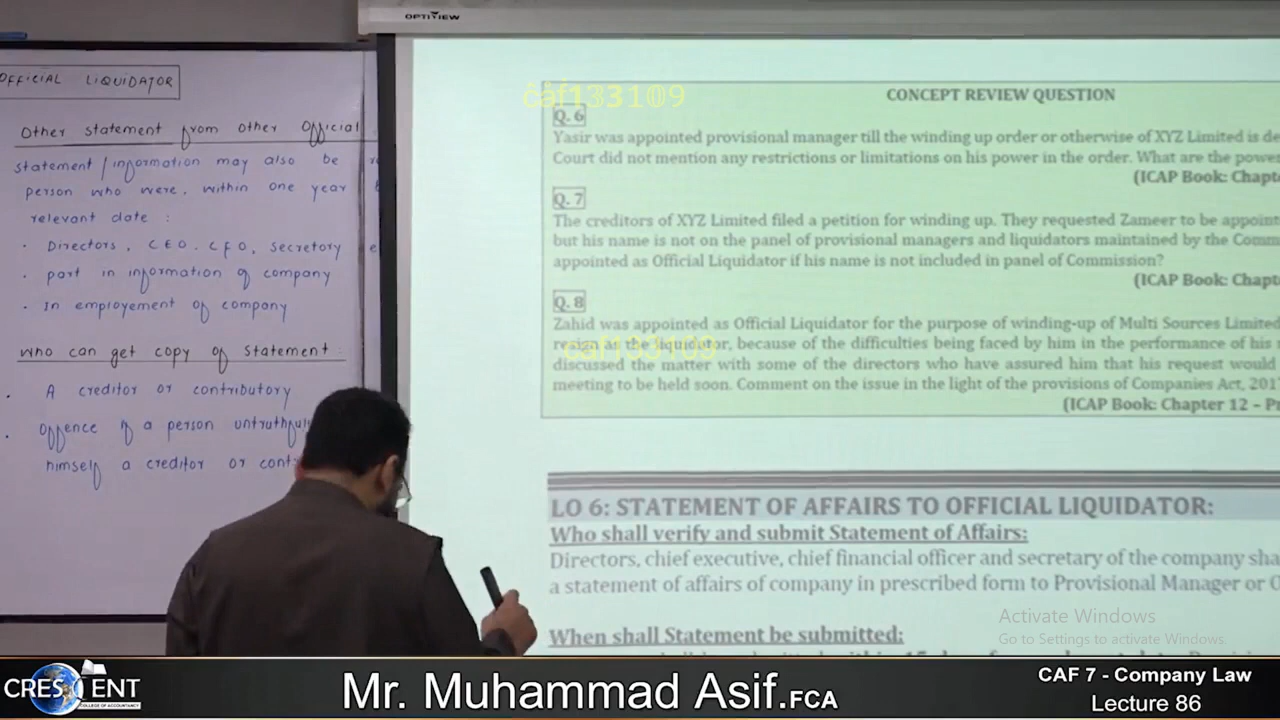 OPTIVIEW
OFFICIAL LIQUIDATOR
Other statement from other Official
statement/information may also be
person who were, within one year
relevant date :
· Directors, CEO, CFO, Secretary
· part in information of company
· In employement of company
Who can get copy of Statement
· A creditor or contributory
· Offence if a person untruthful
himself a creditor or cont
caf133109
CONCEPT REVIEW QUESTION
Q. 6
Yasir was appointed provisional manager till the winding up order or otherwise of XYZ Limited is de
Court did not mention any restrictions or limitations on his power in the order. What are the power
(ICAP Book: Chapt
Q. 7
The creditors of XYZ Limited filed a petition for winding up. They requested Zameer to be appoint
but his name is not on the panel of provisional managers and liquidators maintained by the Comm
appointed as Official Liquidator if his name is not included in panel of Commission?
(ICAP Book: Chapt
Q. 8
Zahid was appointed as Official Liquidator for the purpose of winding-up of Multi Sources Limited
resign as the liquidator, because of the difficulties being faced by him in the performance of his
caf133109
discussed the matter with some of the directors who have assured him that his request would
meeting to be held soon. Comment on the issue in the light of the provisions of Companies Act, 201
(ICAP Book: Chapter 12 – Pr
LO 6: STATEMENT OF AFFAIRS TO OFFICIAL LIQUIDATOR:
Who shall verify and submit Statement of Affairs:
Directors, chief executive, chief financial officer and secretary of the company sha
a statement of affairs of company in prescribed form to Provisional Manager or O
When shall Statement be submitted:
Activate Windows
Go to Settings to activate Windows.
CRESCENT
COLLEGE OF ACCOUNTANCY
Mr. Muhammad Asif.FCA
CAF 7 - Company Law
Lecture 86